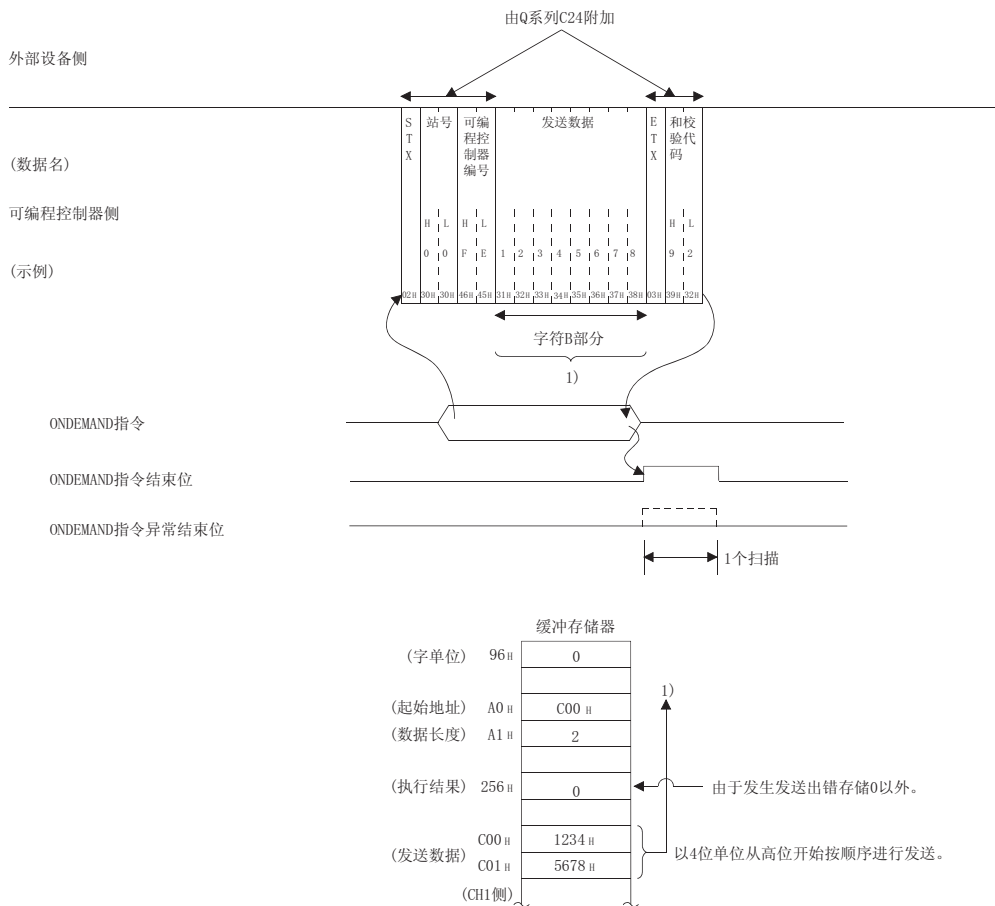 由Q系列C24附加
外部设备侧
(数据名)
S
T
X
站号
可编
程控
制器
编号
发送数据
E
T
X
和校
验代
码
可编程控制器侧
H L H L H L
(示例)
0 0 F E 1 2 3 4 5 6 7 8 9 2
02H 30H 30H 46H 45H 31H 32H 33H 34H 35H 36H 37H 38H 03H 39H 32H
字符B部分
1)
ONDEMAND指令
ONDEMAND指令结束位
ONDEMAND指令异常结束位
1个扫描
缓冲存储器
(字单位) 96H 0
1)
(起始地址) A0H C00H
(数据长度) A1H 2
(执行结果) 256H 0 由于发生发送出错存储0以外。
(发送数据)
C00H 1234H
C01H 5678H
以4位单位从高位开始按顺序进行发送。
(CH1侧)